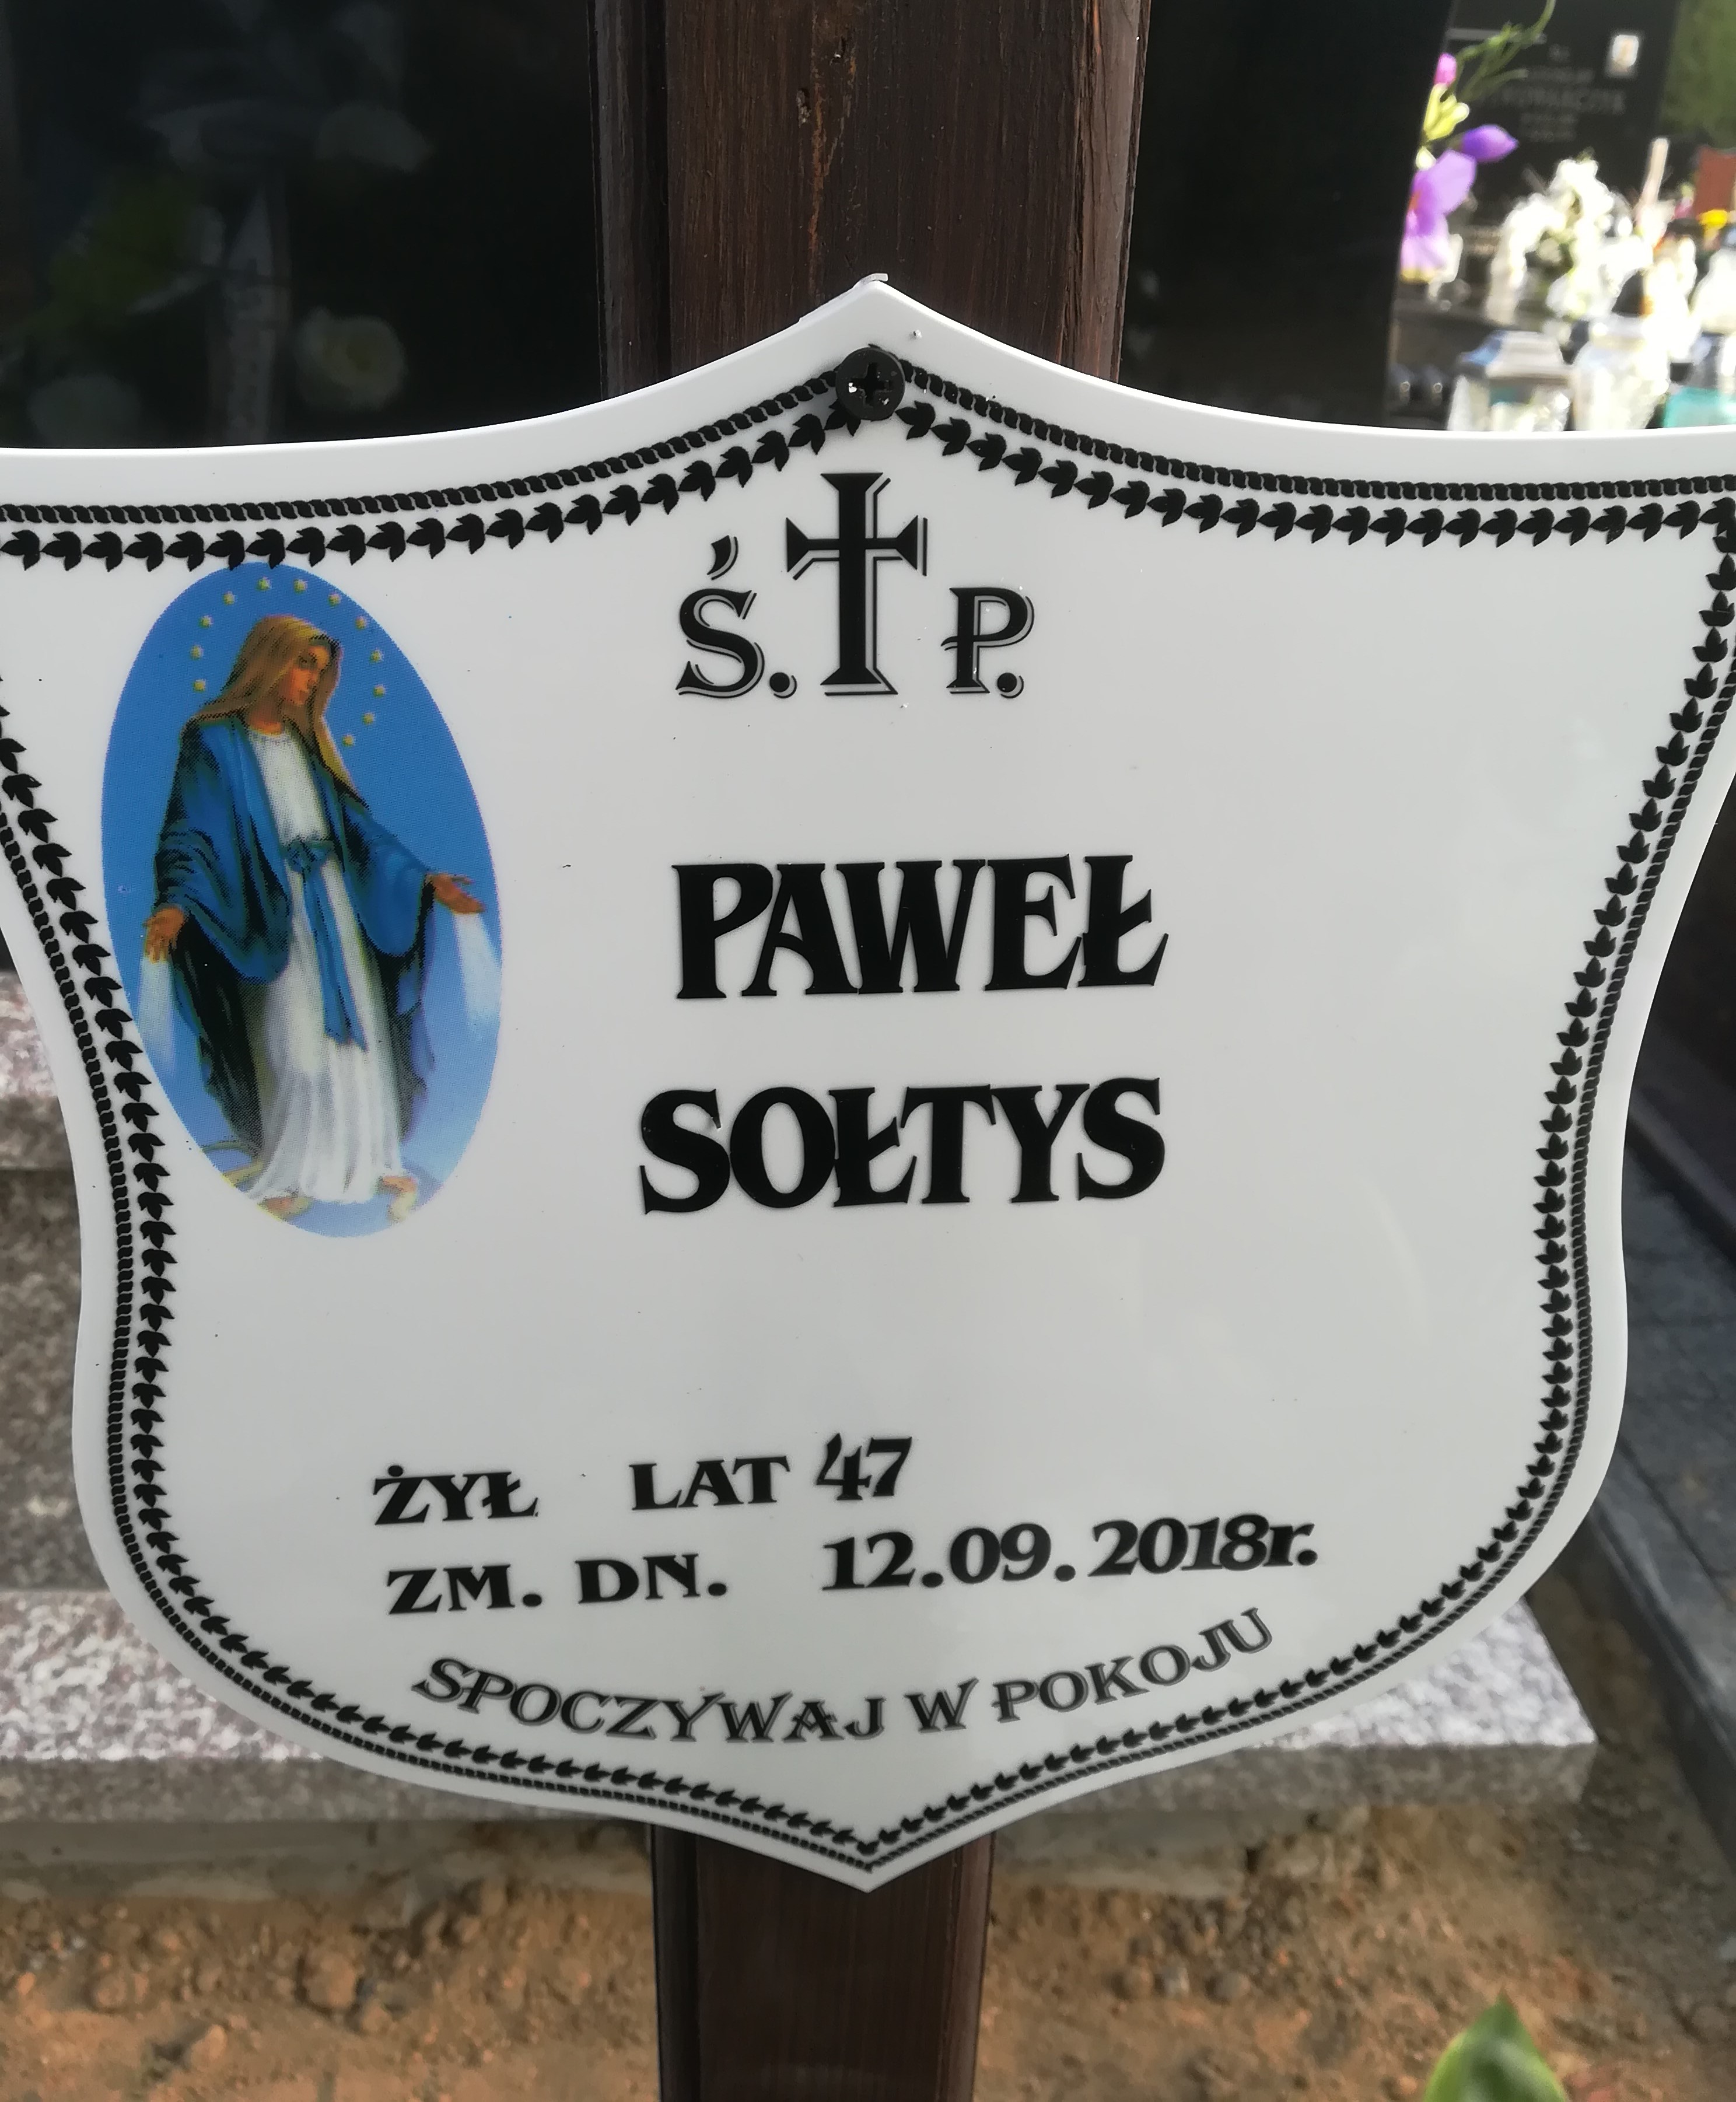 Ś. P.
PAWEŁ
SOŁTYS
ŻYŁ LAT 47
ZM. DN. 12.09.2018r.
SPOCZYWAJ W POKOJU